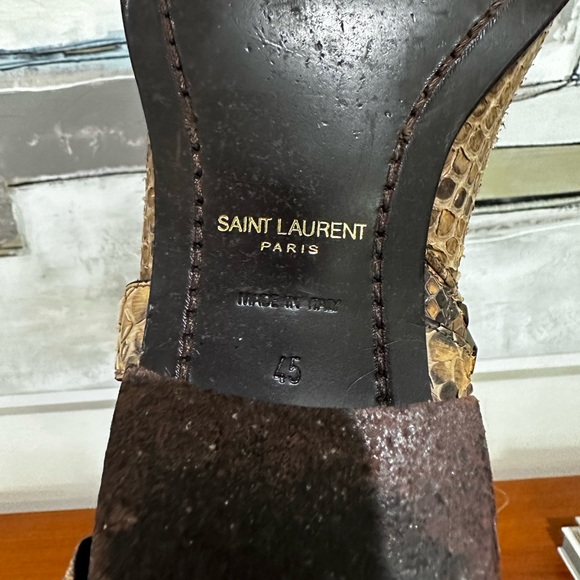 SAINT LAURENT
PARIS
MADE IN ITALY
45